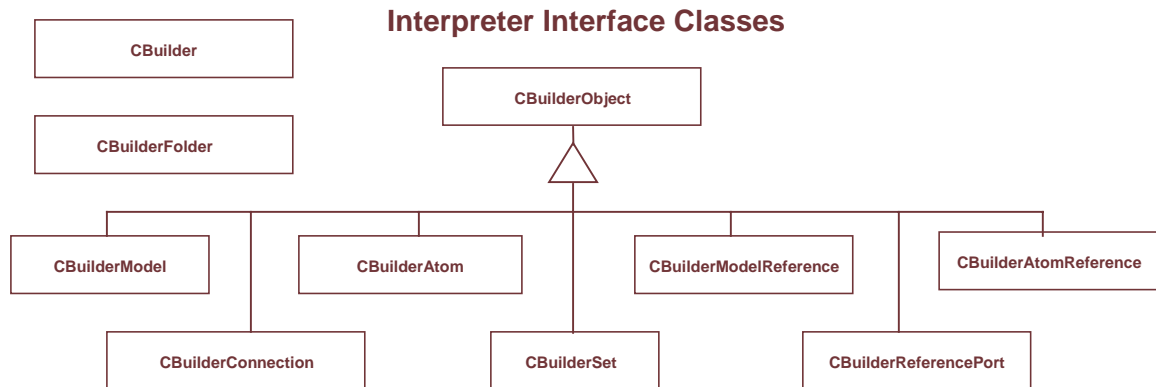 Interpreter Interface Classes
CBuilder
CBuilderObject
CBuilderFolder
CBuilderModel
CBuilderAtom
CBuilderModelReference
CBuilderAtomReference
CBuilderConnection
CBuilderSet
CBuilderReferencePort